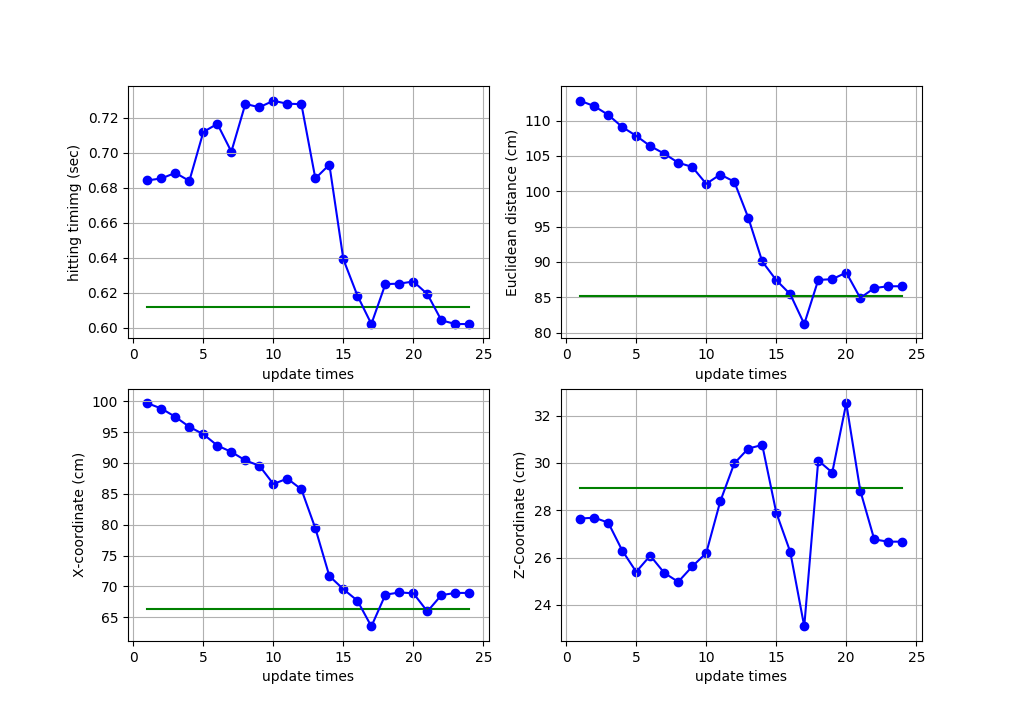 0.72
0.70
0.68
0.66
0.64
0.62
0.60
hitting timimg (sec)
0 5 10 15 20 25
update times
110
105
100
95
90
85
80
Euclidean distance (cm)
0 5 10 15 20 25
update times
100
95
90
85
80
75
70
65
X-coordinate (cm)
0 5 10 15 20 25
update times
32
30
28
26
24
Z-Coordinate (cm)
0 5 10 15 20 25
update times